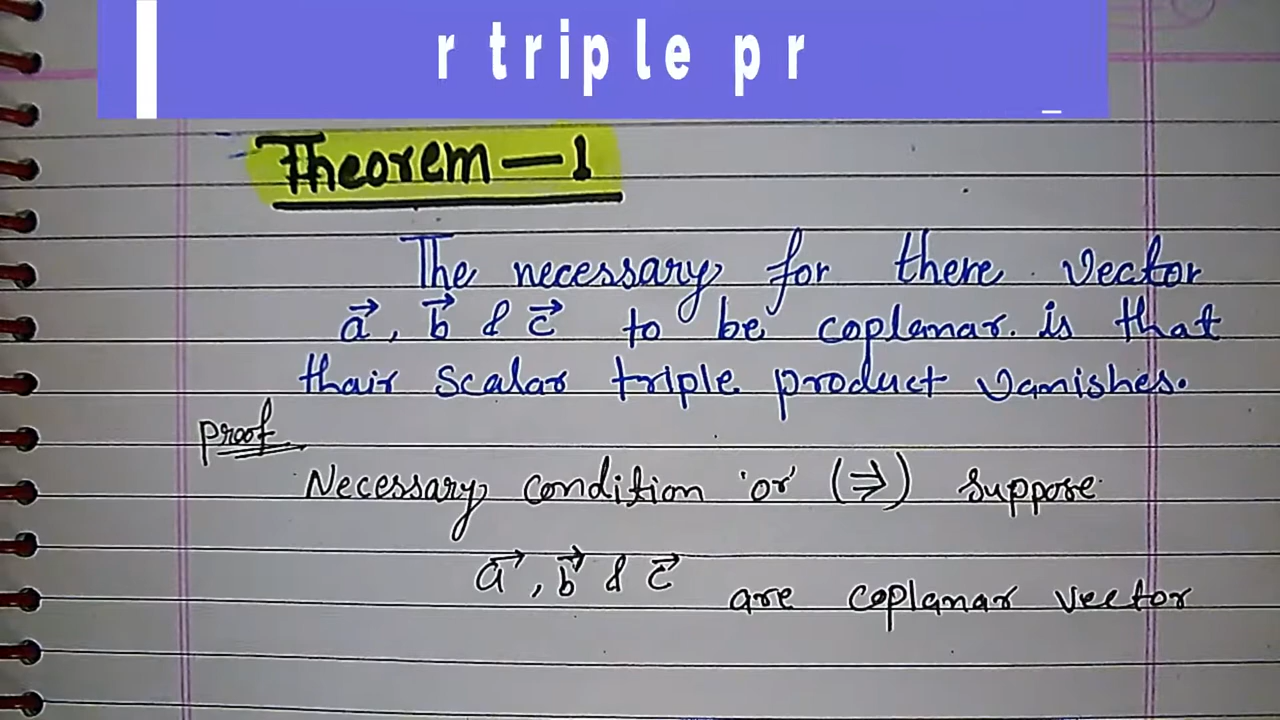 r triple pr
Theorem-1
The necessary for there vector
a⃗, b⃗ & c⃗ to be coplanar. is that
thair scalar triple product vanishes.
Proof
Necessary condition 'or' (⇒) suppose
a⃗, b⃗ & c⃗ are coplanar vector